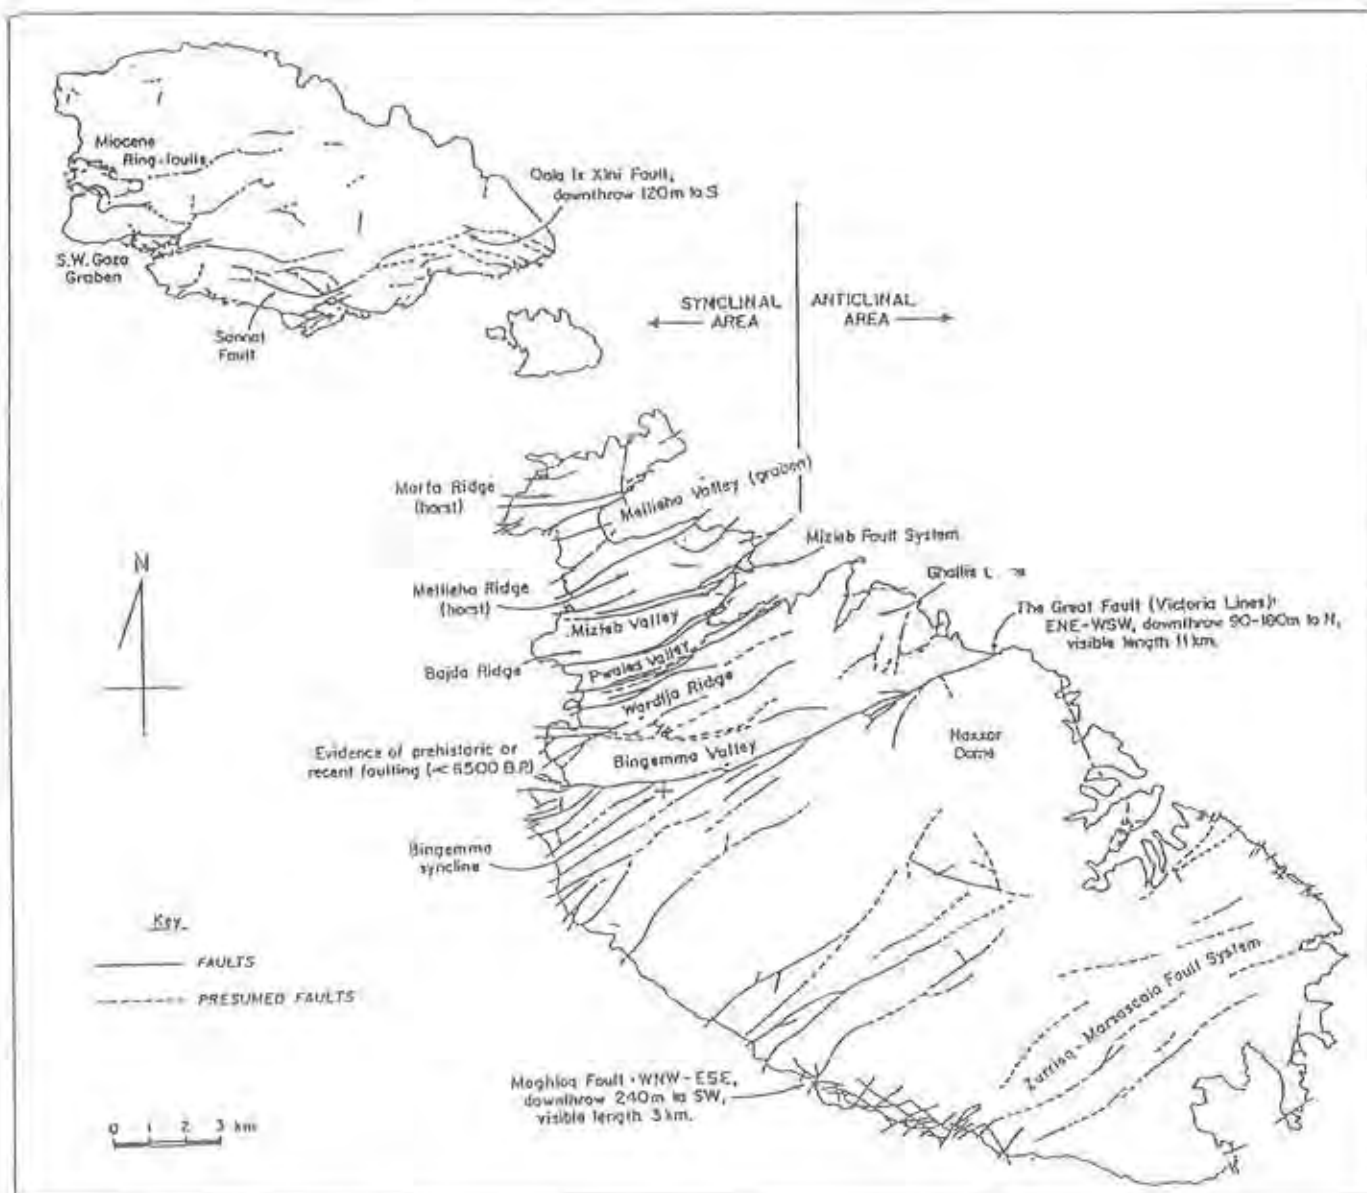 Miocene
Ring-faults
Qala Ix Xini Fault,
downthrow 120m to S
S.W. Gozo
Graben
Sannat
Fault
SYNCLINAL
AREA
ANTICLINAL
AREA
Marfa Ridge
(horst)
Mellieha Valley (graben)
N
Mizieb Fault System
Mellieha Ridge
(horst)
Ghallis
The Great Fault (Victoria Lines)
ENE-WSW, downthrow 90-180m to N,
visible length 11 km.
Mizieb Valley
Bajda Ridge
Pwales Valley
Wardija Ridge
Naxxar
Dome
Evidence of prehistoric or
recent faulting (< 6500 B.P.)
Bingemma Valley
Bingemma
syncline
Key
FAULTS
PRESUMED FAULTS
Zurrieq - Marsascala Fault System
Maghlaq Fault · WNW-ESE,
downthrow 240m to SW,
visible length 3 km.
0 1 2 3 km